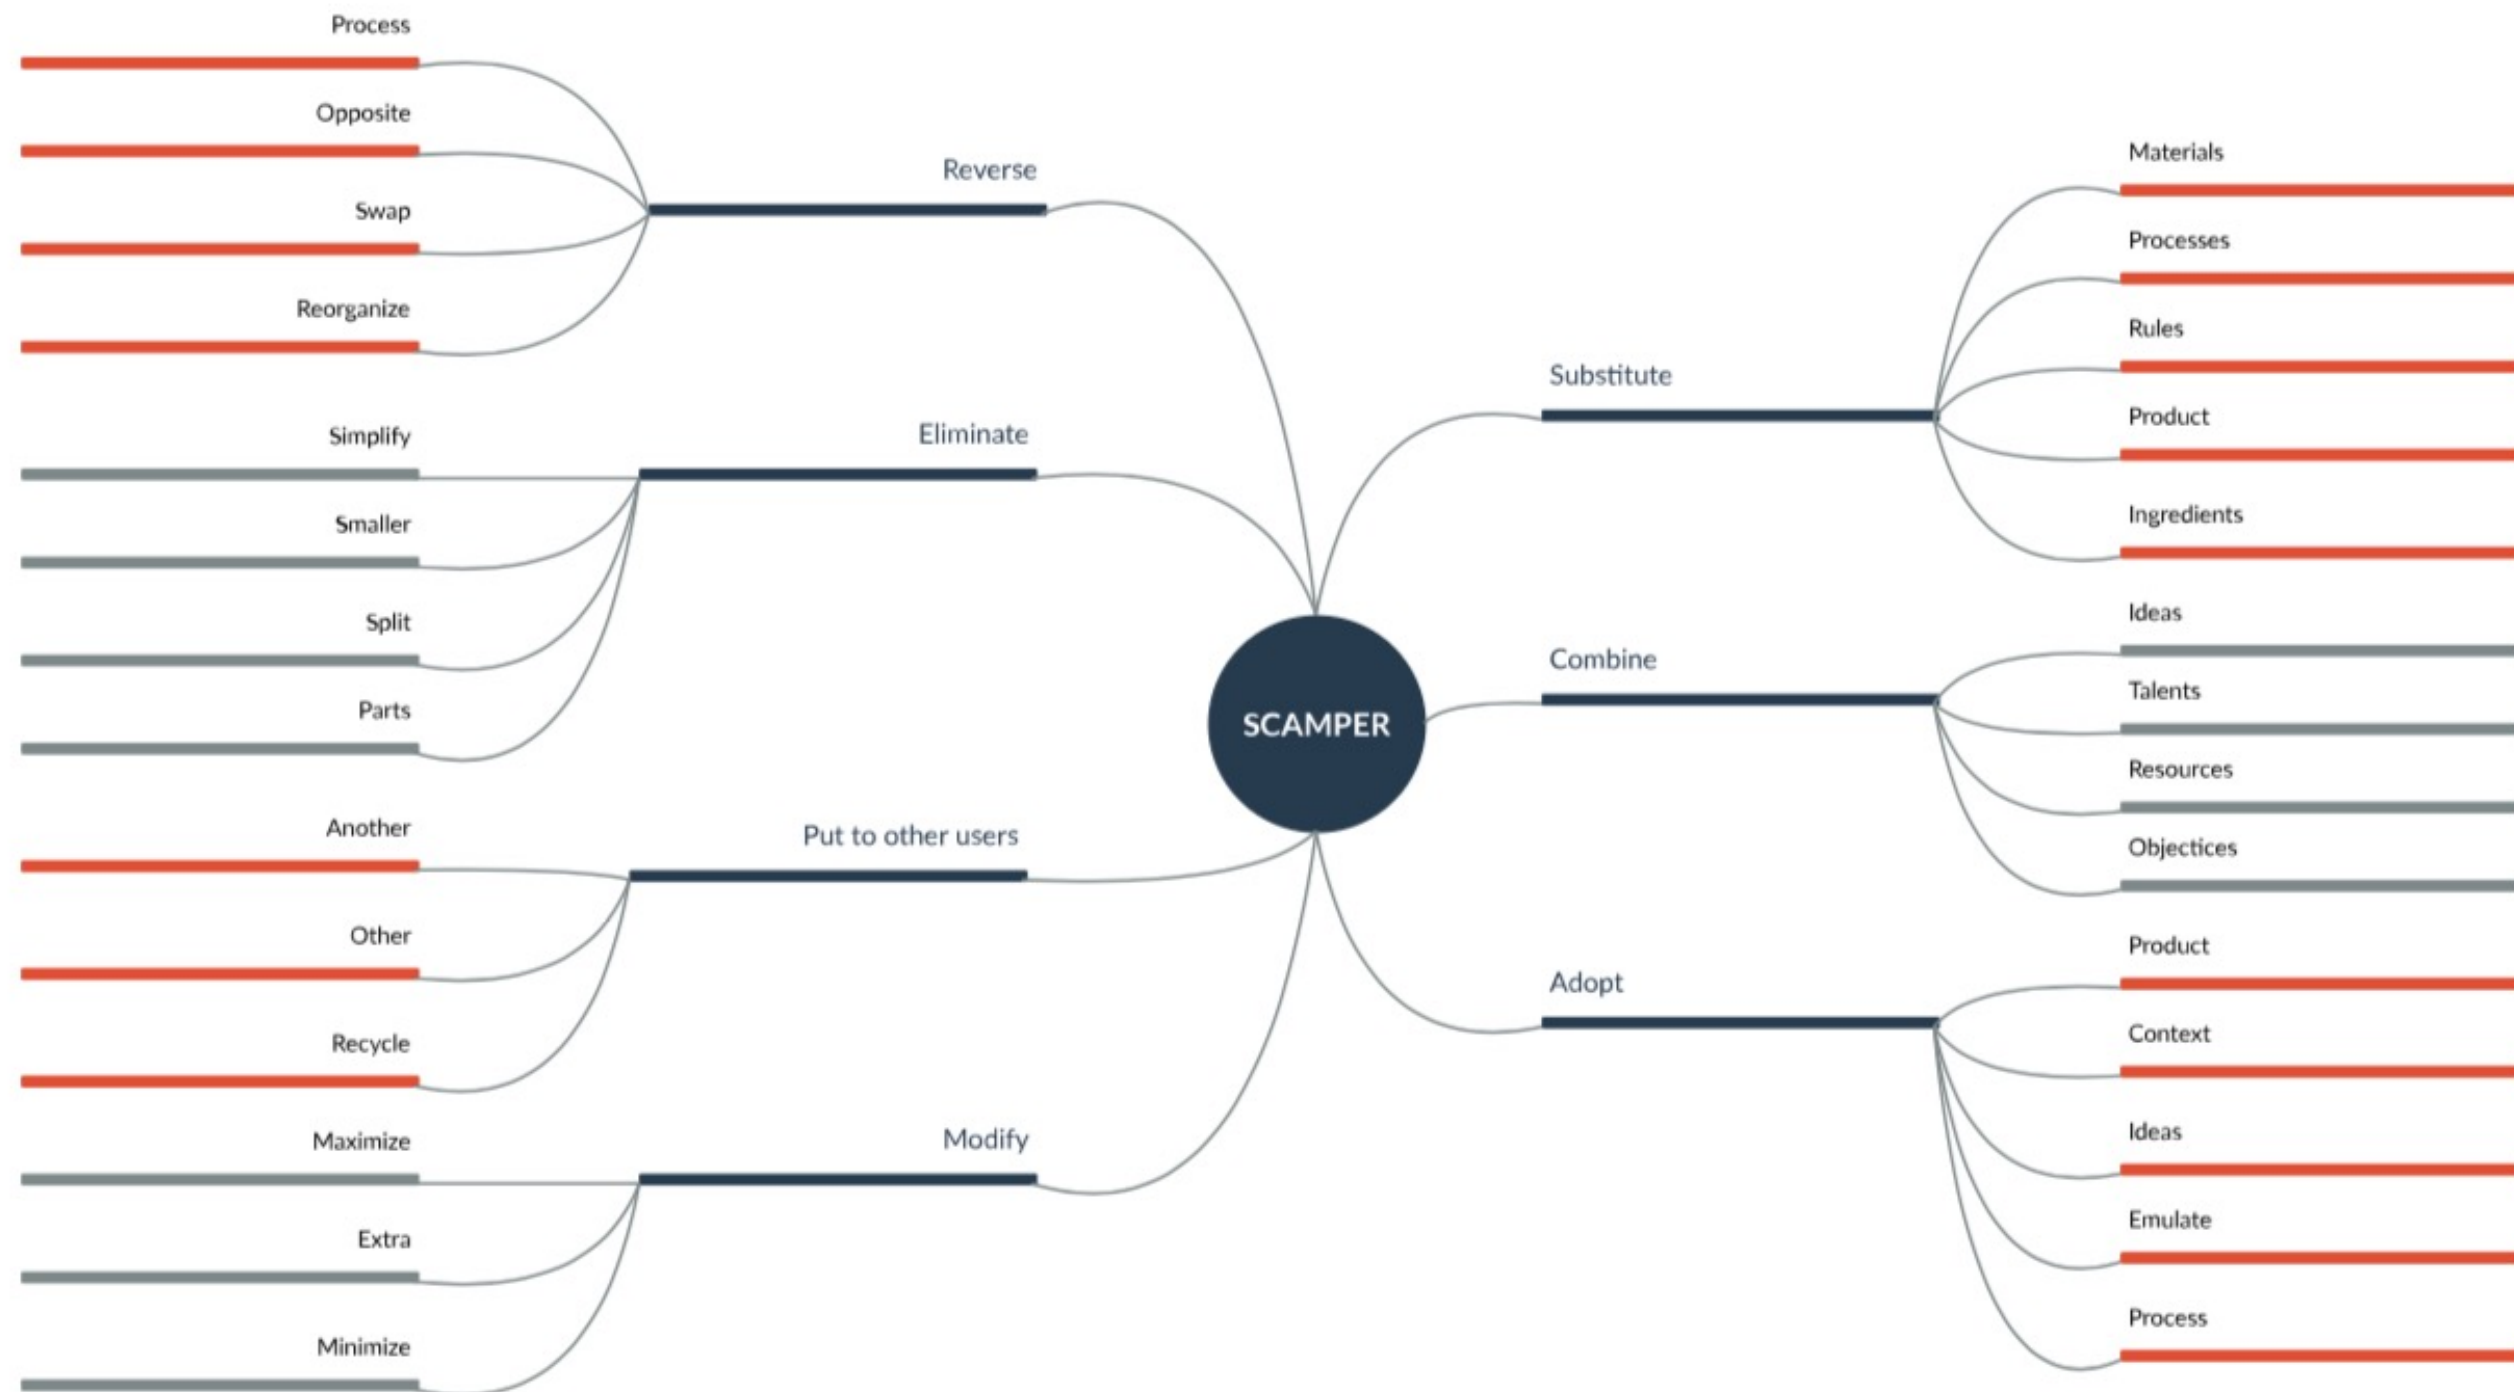 SCAMPER
Reverse
Process
Opposite
Swap
Reorganize
Eliminate
Simplify
Smaller
Split
Parts
Put to other users
Another
Other
Recycle
Modify
Maximize
Extra
Minimize
Substitute
Materials
Processes
Rules
Product
Ingredients
Combine
Ideas
Talents
Resources
Objectices
Adopt
Product
Context
Ideas
Emulate
Process